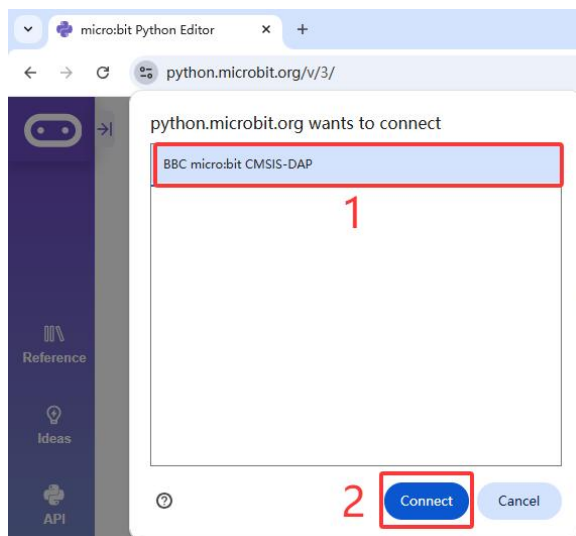 micro:bit Python Editor
python.microbit.org/v/3/
python.microbit.org wants to connect
BBC micro:bit CMSIS-DAP
1
Reference
Ideas
API
2
Connect
Cancel